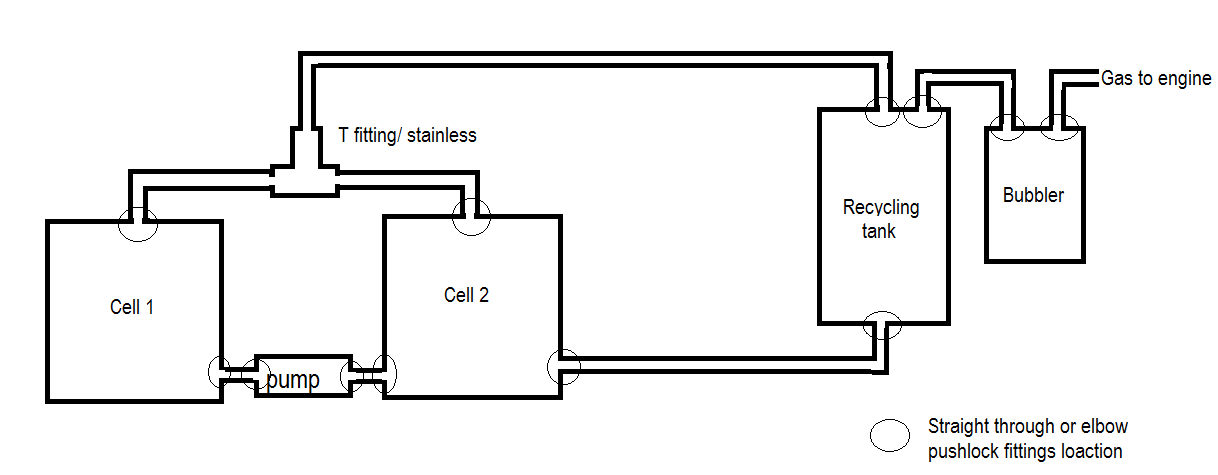 Gas to engine
T fitting/ stainless
Bubbler
Recycling
tank
Cell 1
Cell 2
pump
Straight through or elbow
pushlock fittings loaction